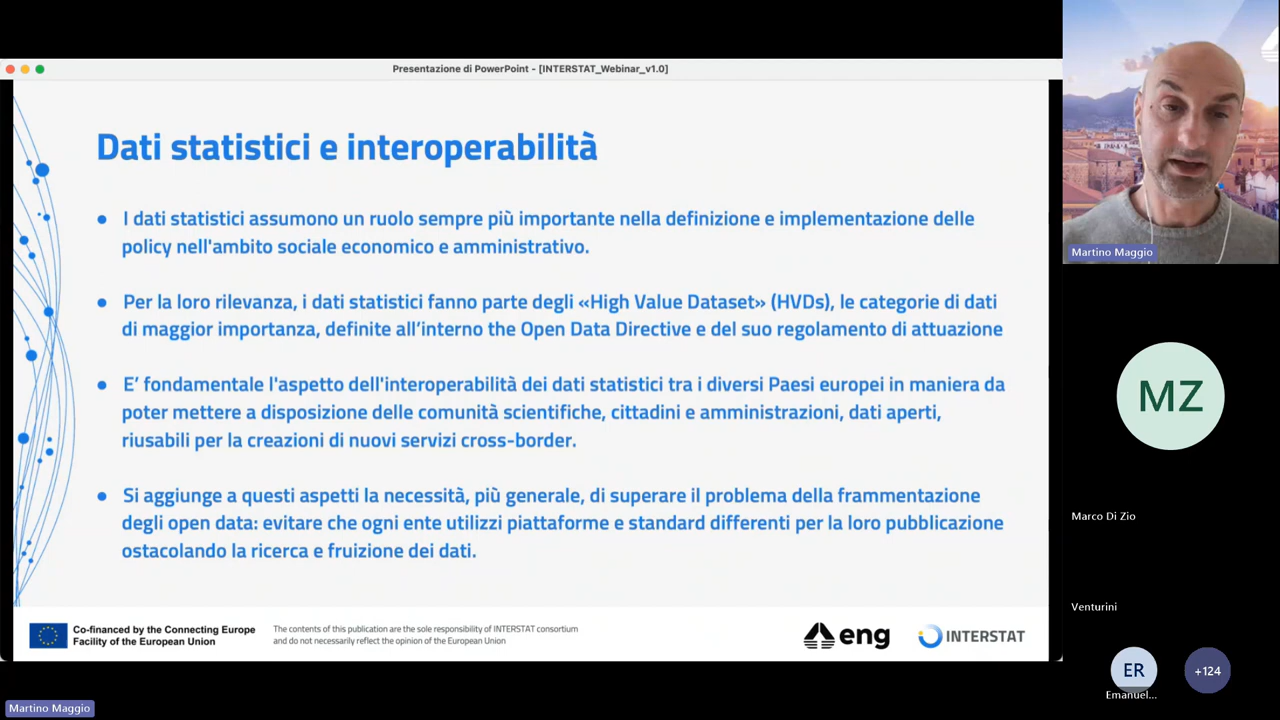 Presentazione di PowerPoint - [INTERSTAT_Webinar_v1.0]
Dati statistici e interoperabilità
I dati statistici assumono un ruolo sempre più importante nella definizione e implementazione delle
policy nell'ambito sociale economico e amministrativo.
Per la loro rilevanza, i dati statistici fanno parte degli «High Value Dataset» (HVDs), le categorie di dati
di maggior importanza, definite all’interno the Open Data Directive e del suo regolamento di attuazione
E’ fondamentale l'aspetto dell'interoperabilità dei dati statistici tra i diversi Paesi europei in maniera da
poter mettere a disposizione delle comunità scientifiche, cittadini e amministrazioni, dati aperti,
riusabili per la creazioni di nuovi servizi cross-border.
Si aggiunge a questi aspetti la necessità, più generale, di superare il problema della frammentazione
degli open data: evitare che ogni ente utilizzi piattaforme e standard differenti per la loro pubblicazione
ostacolando la ricerca e fruizione dei dati.
Co-financed by the Connecting Europe
Facility of the European Union
The contents of this publication are the sole responsibility of INTERSTAT consortium
and do not necessarily reflect the opinion of the European Union
eng
INTERSTAT
Martino Maggio
MZ
Marco Di Zio
Venturini
ER
Emanuel...
+124
Martino Maggio